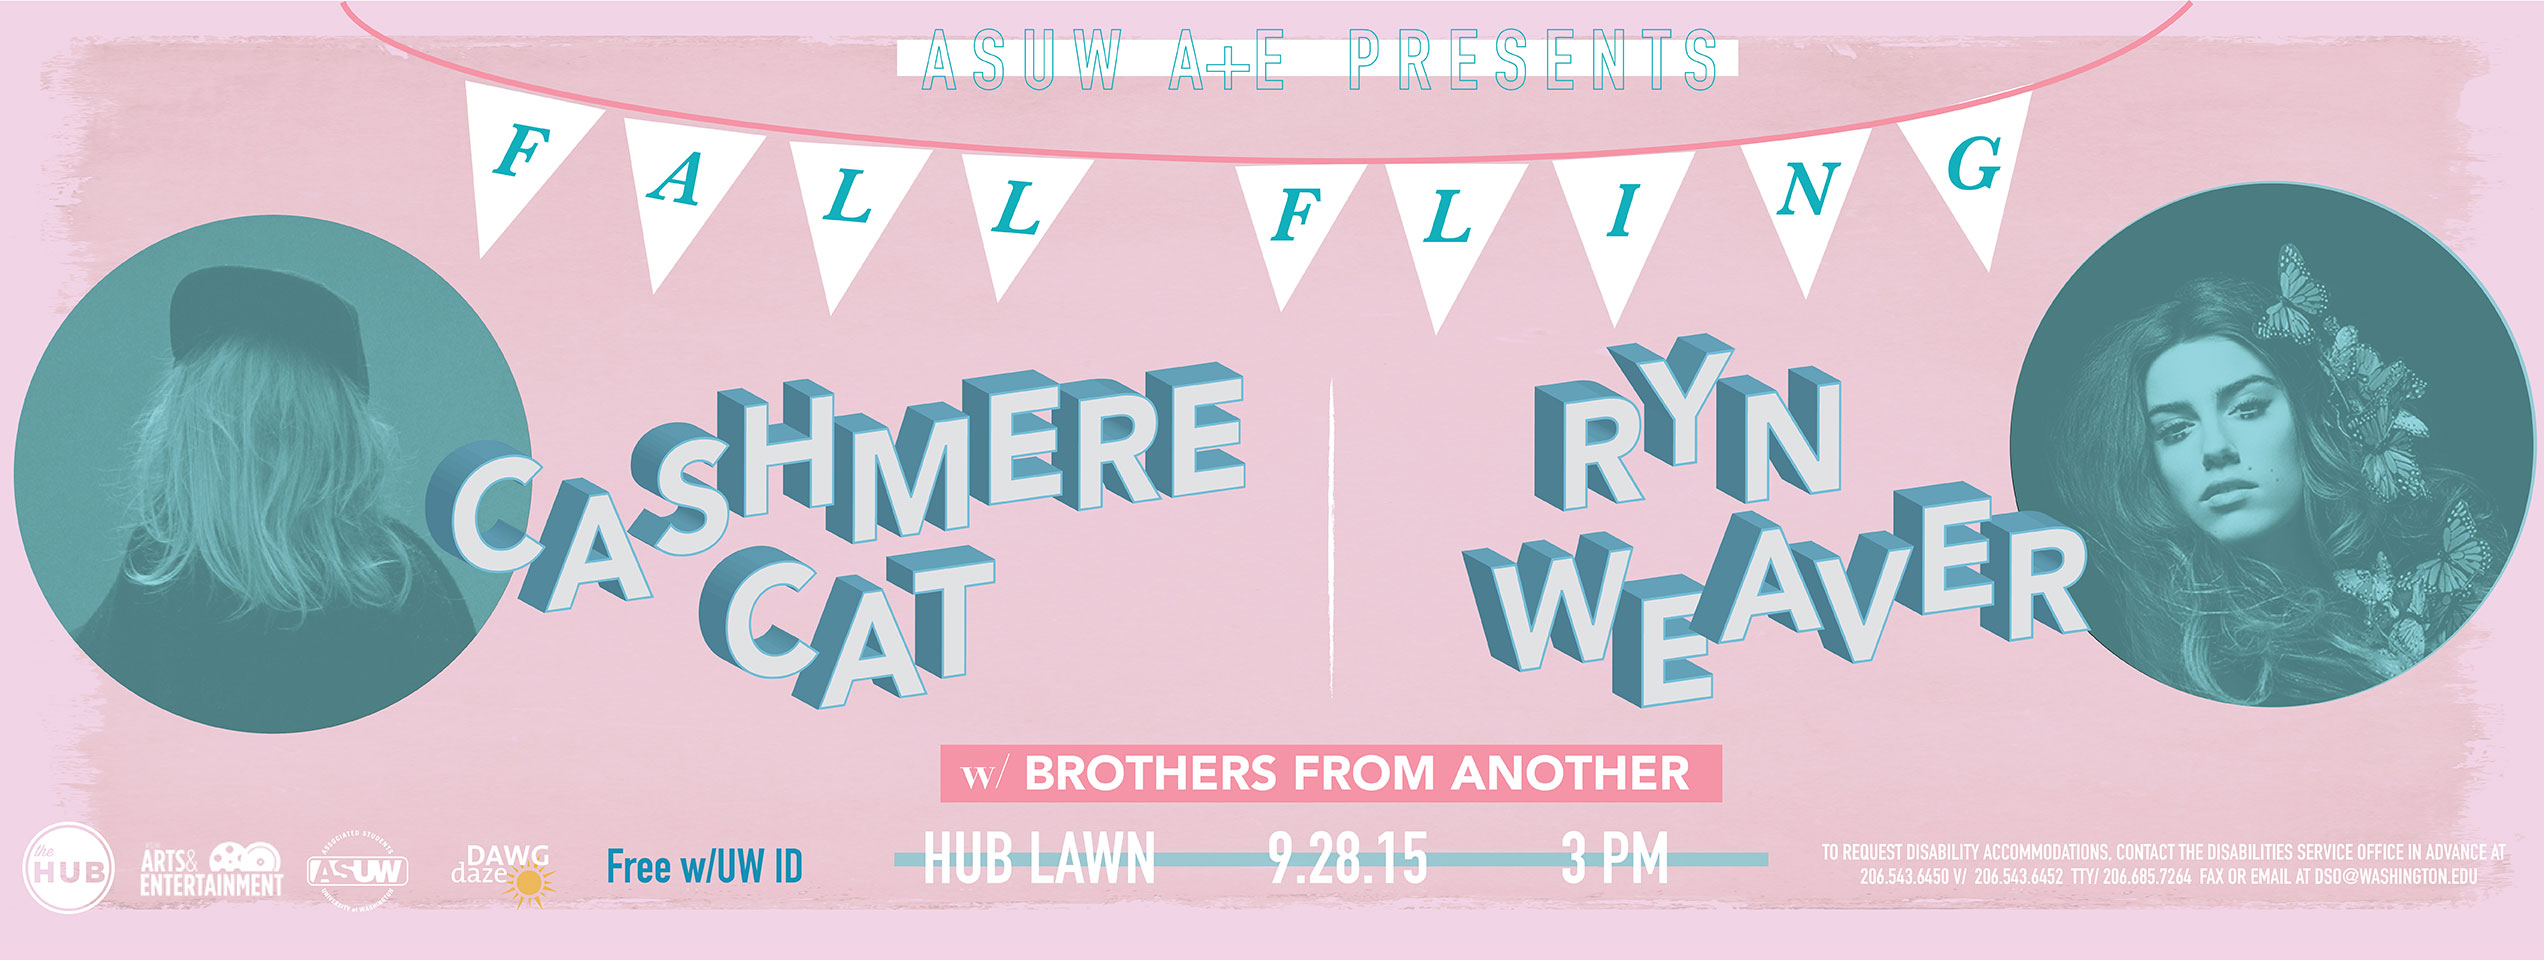 ASUW A+E PRESENTS
FALL FLING
CASHMERE
CAT
RYN
WEAVER
w/ BROTHERS FROM ANOTHER
the
HUB
ARTS&
ENTERTAINMENT
ASSOCIATED STUDENTS
ASUW
UNIVERSITY of WASHINGTON
DAWG
daze
Free w/UW ID
HUB LAWN 9.28.15 3 PM
TO REQUEST DISABILITY ACCOMMODATIONS, CONTACT THE DISABILITIES SERVICE OFFICE IN ADVANCE AT
206.543.6450 V/ 206.543.6452 TTY/ 206.685.7264 FAX OR EMAIL AT DSO@WASHINGTON.EDU